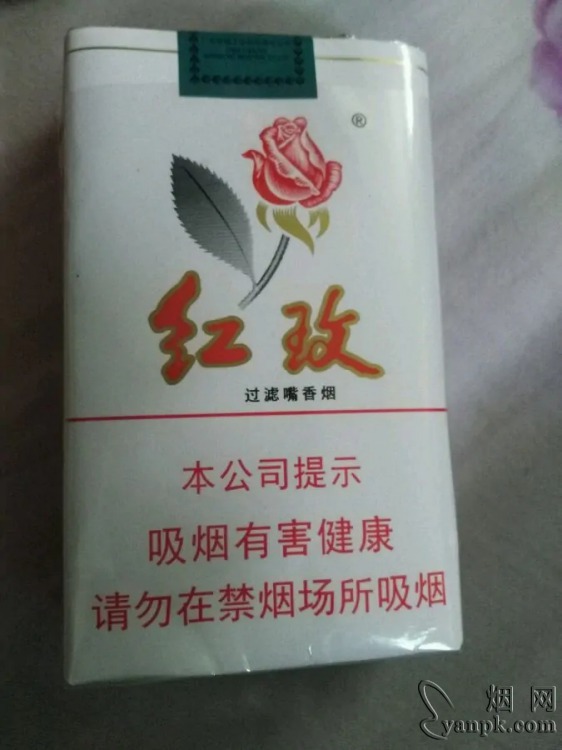 ®
红玫
过滤嘴香烟
本公司提示
吸烟有害健康
请勿在禁烟场所吸烟
烟网
yanpk.com